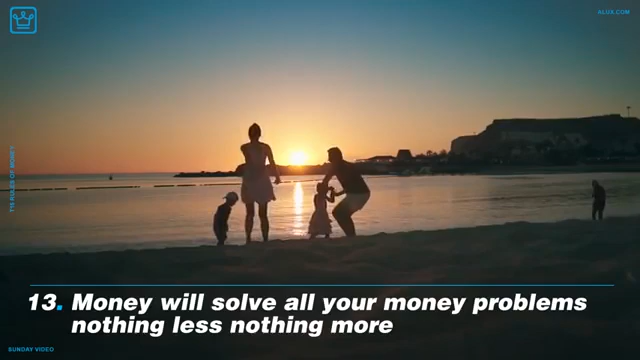 ALUX.COM
13. Money will solve all your money problems
nothing less nothing more
SUNDAY VIDEO